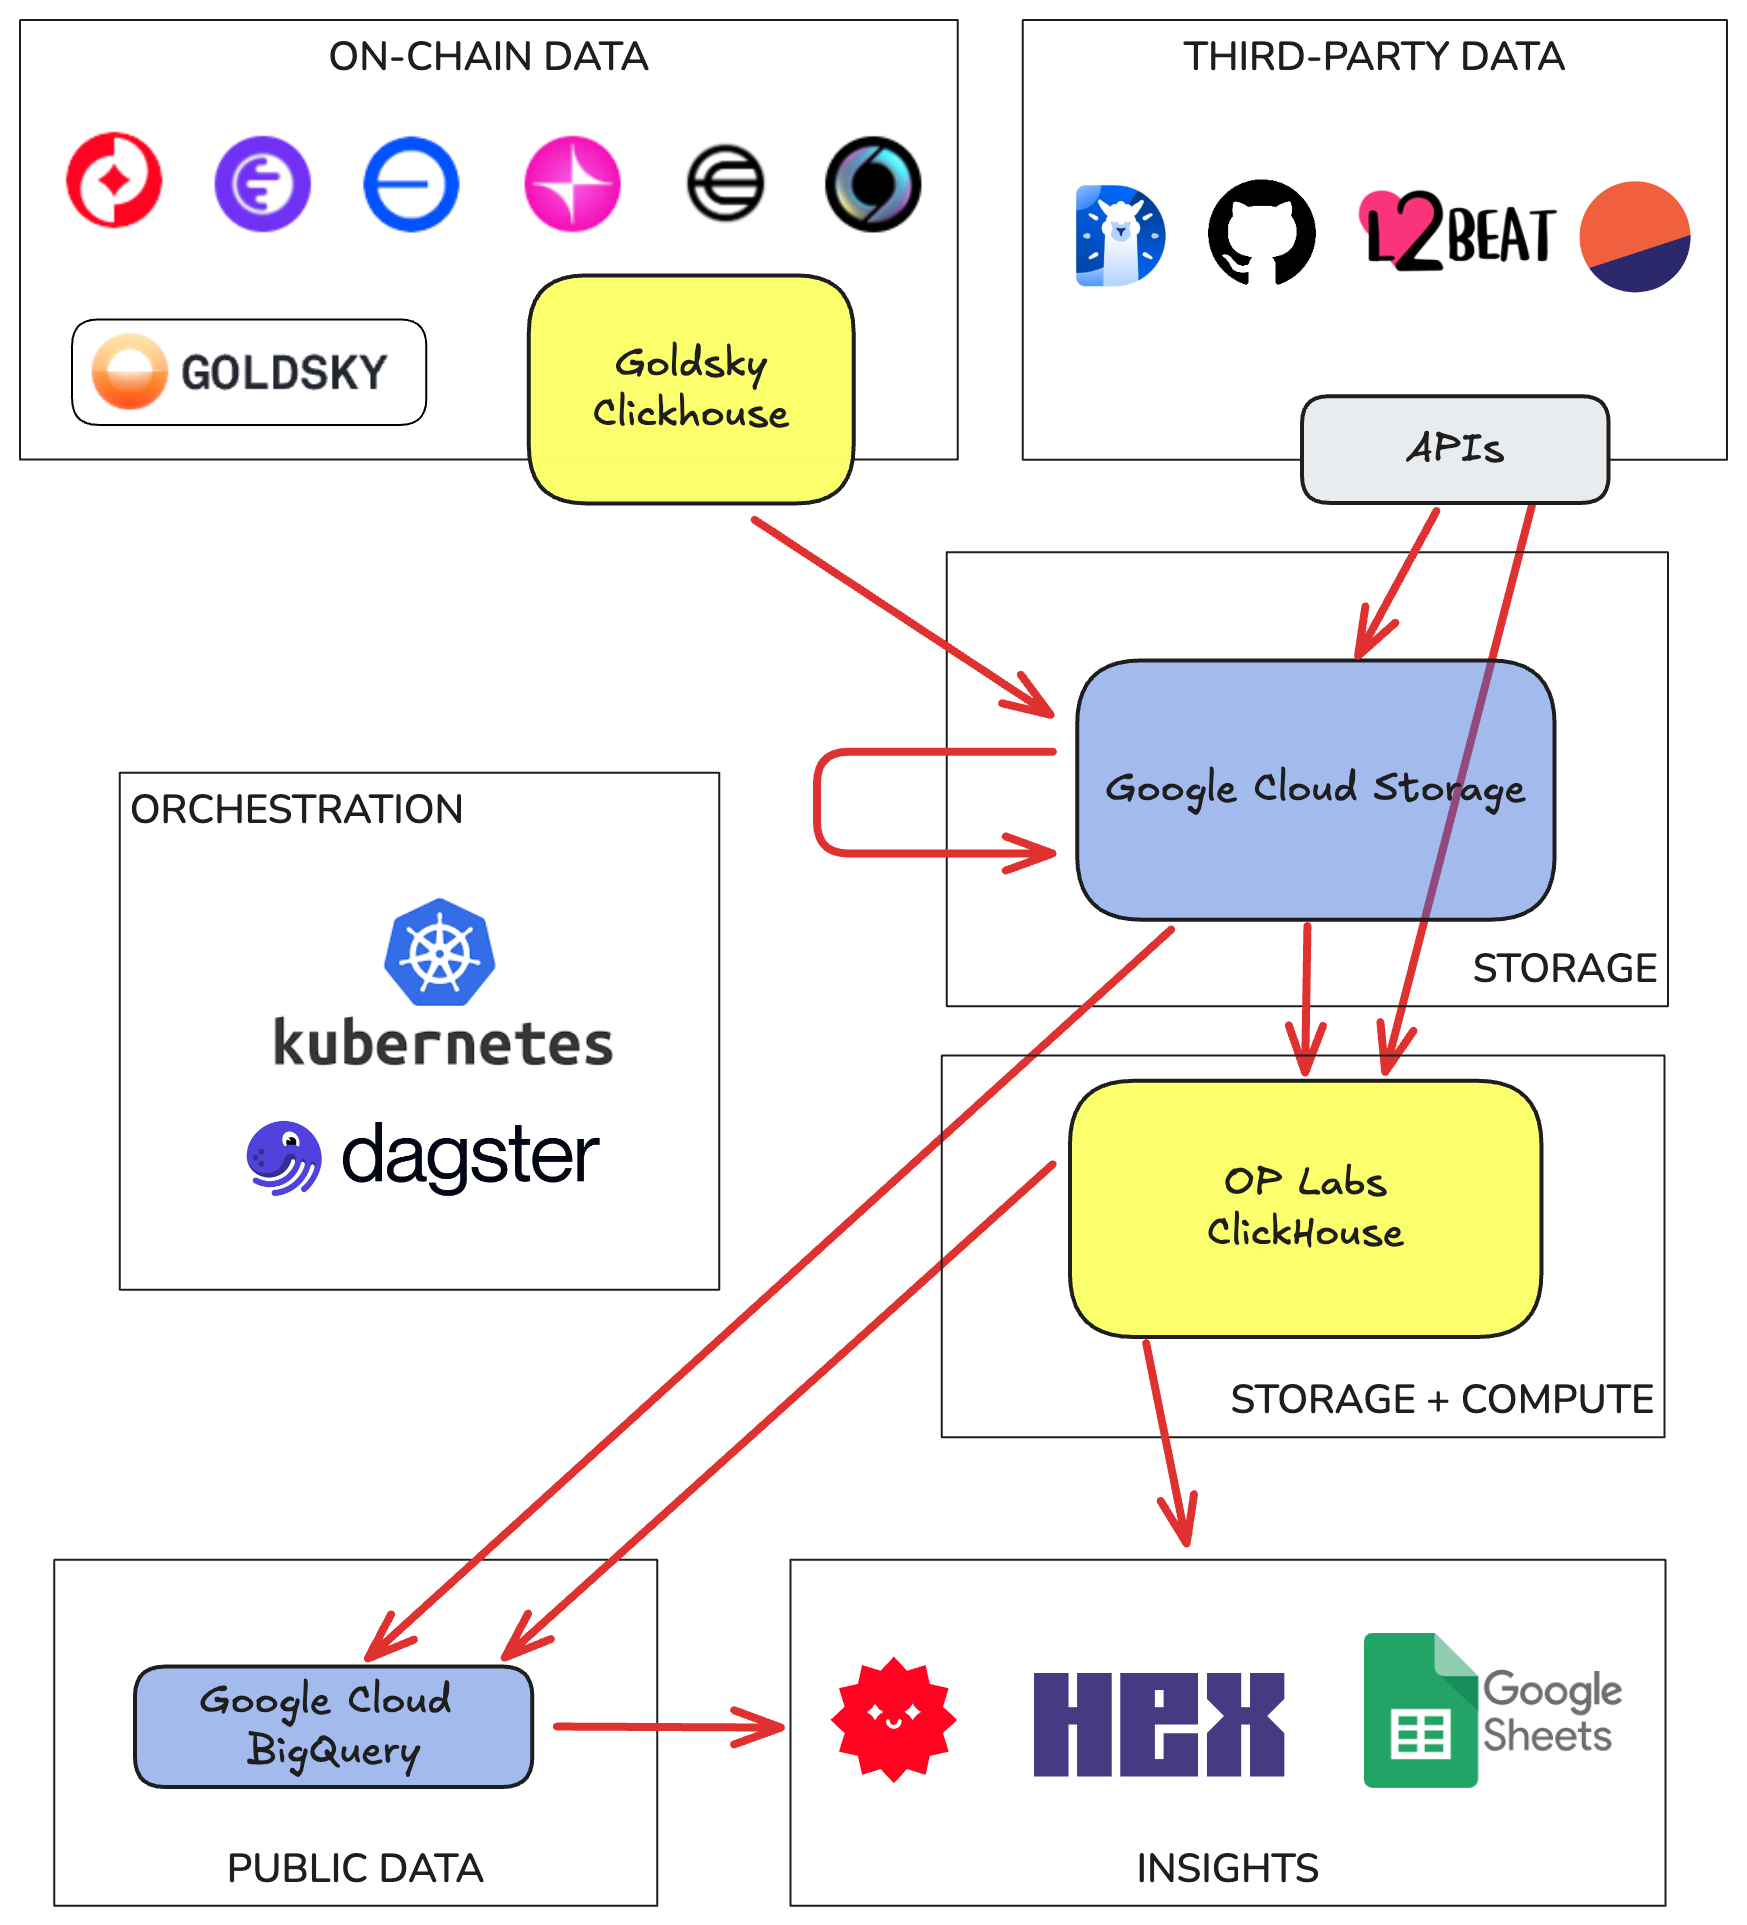 ON-CHAIN DATA
THIRD-PARTY DATA
L2BEAT
GOLDSKY
Goldsky
Clickhouse
APIs
Google Cloud Storage
STORAGE
ORCHESTRATION
kubernetes
dagster
OP Labs
ClickHouse
STORAGE + COMPUTE
Google Cloud
BigQuery
PUBLIC DATA
HEX
Google
Sheets
INSIGHTS